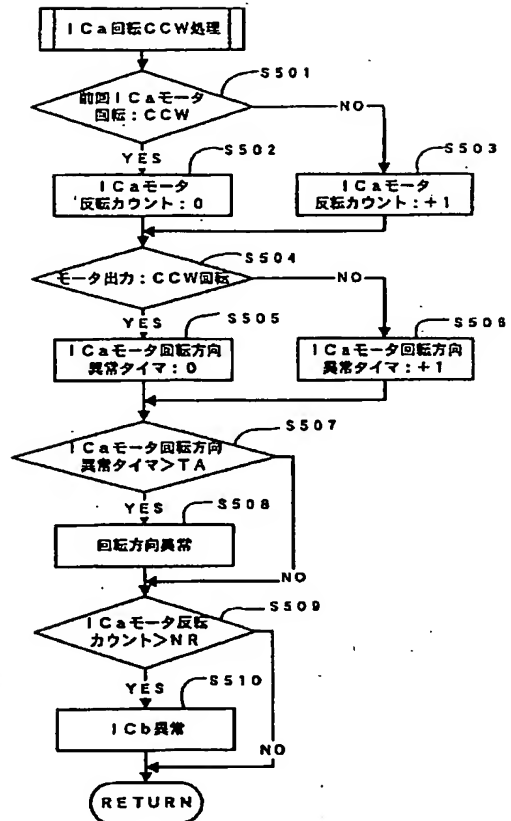 ICa回転CCW処理
S501
前回ICaモータ
回転:CCW
NO
YES
S502
S503
ICaモータ
反転カウント:0
ICaモータ
反転カウント:+1
S504
モータ出力:CCW回転
NO
YES
S505
S506
ICaモータ回転方向
異常タイマ:0
ICaモータ回転方向
異常タイマ:+1
S507
ICaモータ回転方向
異常タイマ>TA
YES
S508
回転方向異常
NO
S509
ICaモータ反転
カウント>NR
YES
S510
ICb異常
NO
RETURN